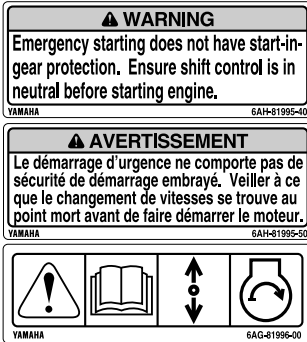 WARNING
Emergency starting does not have start-in-
gear protection. Ensure shift control is in
neutral before starting engine.
YAMAHA 6AH-81995-40
AVERTISSEMENT
Le démarrage d'urgence ne comporte pas de
sécurité de démarrage embrayé. Veiller à ce
que le changement de vitesses se trouve au
point mort avant de faire démarrer le moteur.
YAMAHA 6AH-81995-50
YAMAHA 6AG-81996-00